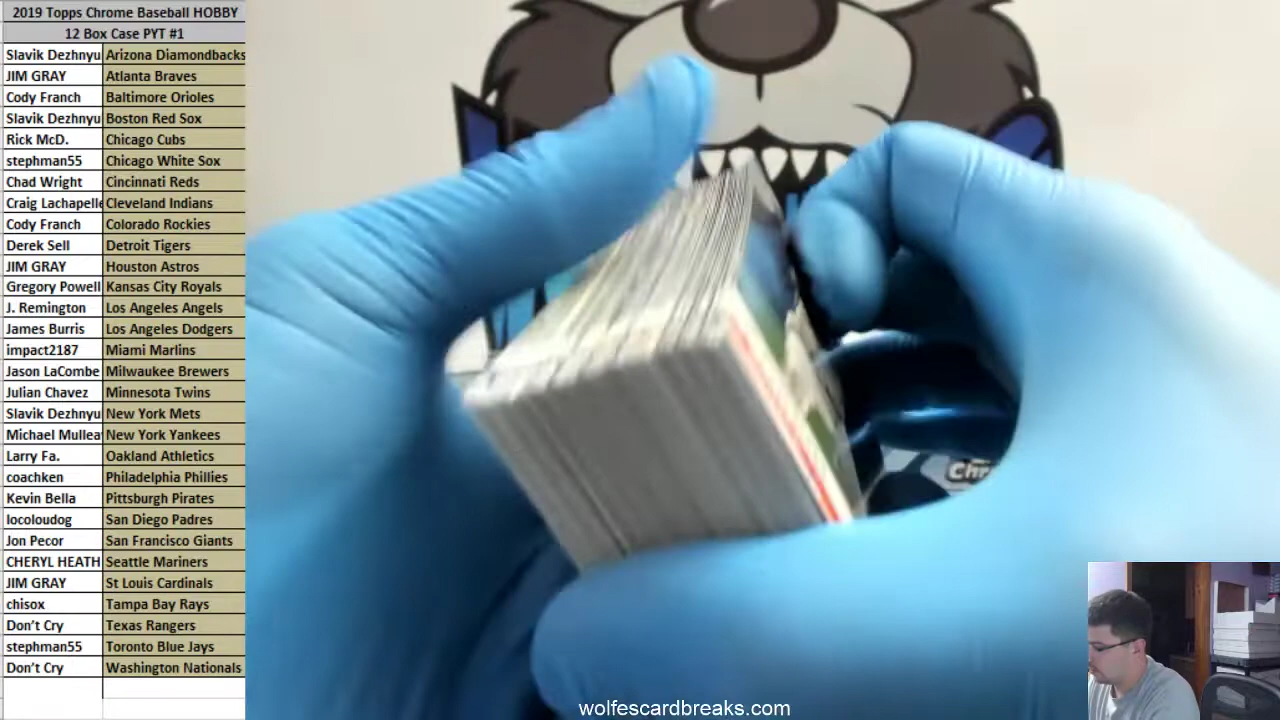 2019 Topps Chrome Baseball HOBBY
12 Box Case PYT #1
Slavik Dezhnyu Arizona Diamondbacks
JIM GRAY Atlanta Braves
Cody Franch Baltimore Orioles
Slavik Dezhnyu Boston Red Sox
Rick McD. Chicago Cubs
stephman55 Chicago White Sox
Chad Wright Cincinnati Reds
Craig Lachapelle Cleveland Indians
Cody Franch Colorado Rockies
Derek Sell Detroit Tigers
JIM GRAY Houston Astros
Gregory Powell Kansas City Royals
J. Remington Los Angeles Angels
James Burris Los Angeles Dodgers
impact2187 Miami Marlins
Jason LaCombe Milwaukee Brewers
Julian Chavez Minnesota Twins
Slavik Dezhnyu New York Mets
Michael Mullea New York Yankees
Larry Fa. Oakland Athletics
coachken Philadelphia Phillies
Kevin Bella Pittsburgh Pirates
locoloudog San Diego Padres
Jon Pecor San Francisco Giants
CHERYL HEATH Seattle Mariners
JIM GRAY St Louis Cardinals
chisox Tampa Bay Rays
Don't Cry Texas Rangers
stephman55 Toronto Blue Jays
Don't Cry Washington Nationals
Chr
wolfescardbreaks.com